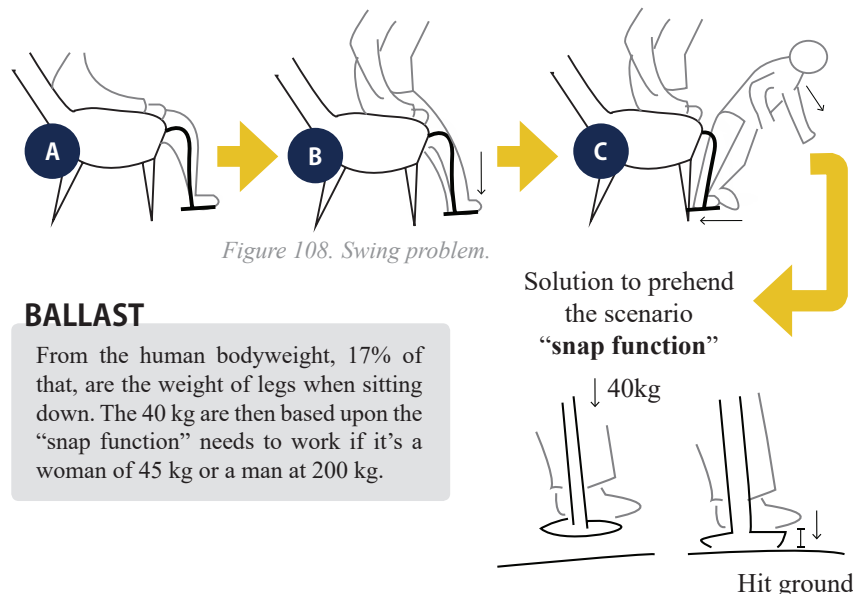 A
B
C
Figure 108. Swing problem.
Solution to prehend
the scenario
“snap function”
BALLAST
From the human bodyweight, 17% of
that, are the weight of legs when sitting
down. The 40 kg are then based upon the
“snap function” needs to work if it’s a
woman of 45 kg or a man at 200 kg.
40kg
Hit ground